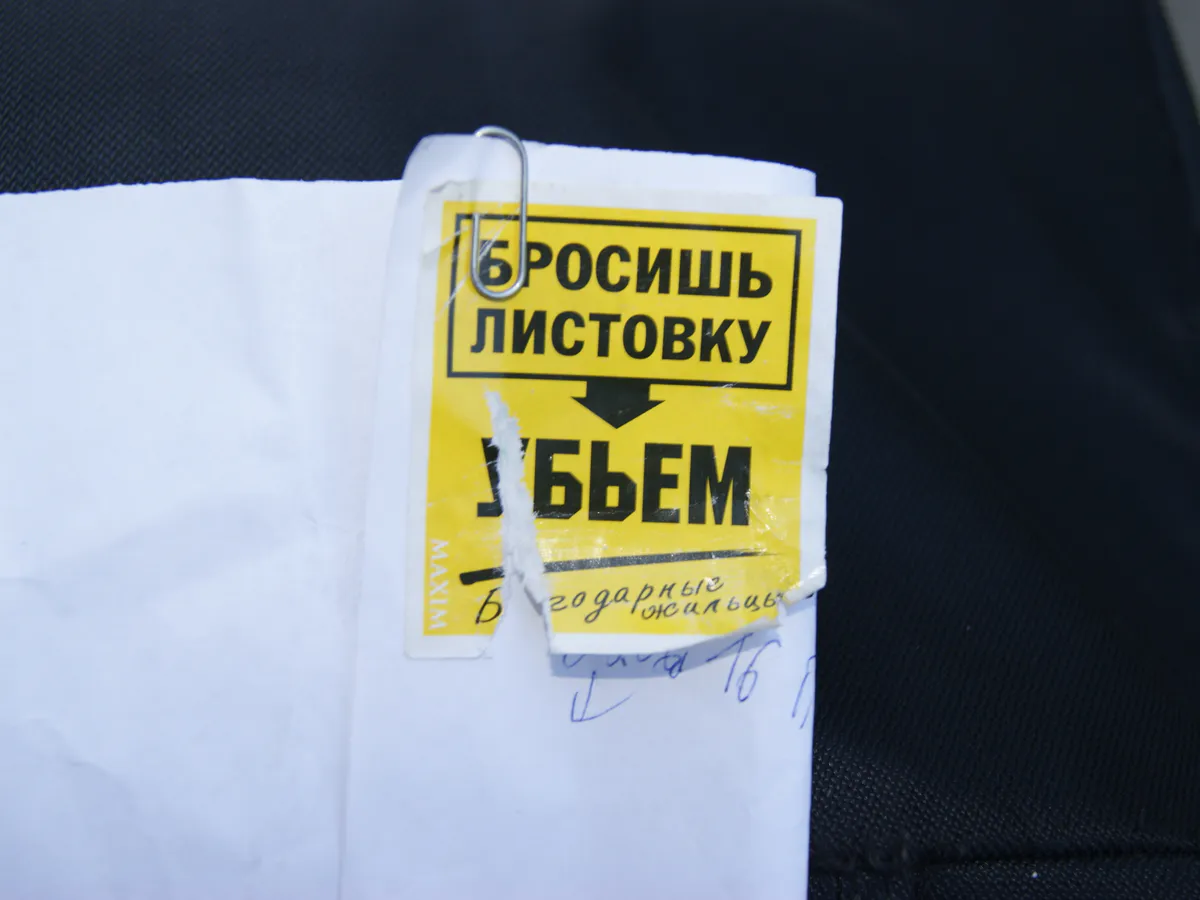 БРОСИШЬ
ЛИСТОВКУ
УБЬЕМ
Благодарные
жильцы
MAXIM
16